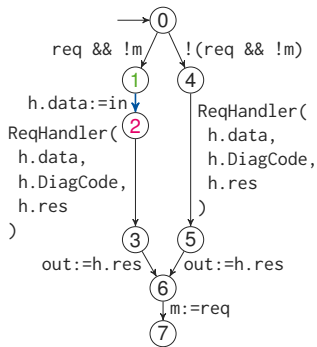 0
req && !m
!(req && !m)
1
4
h.data:=in
2
ReqHandler(
h.data,
h.DiagCode,
h.res
)
ReqHandler(
h.data,
h.DiagCode,
h.res
)
3
5
out:=h.res
out:=h.res
6
m:=req
7